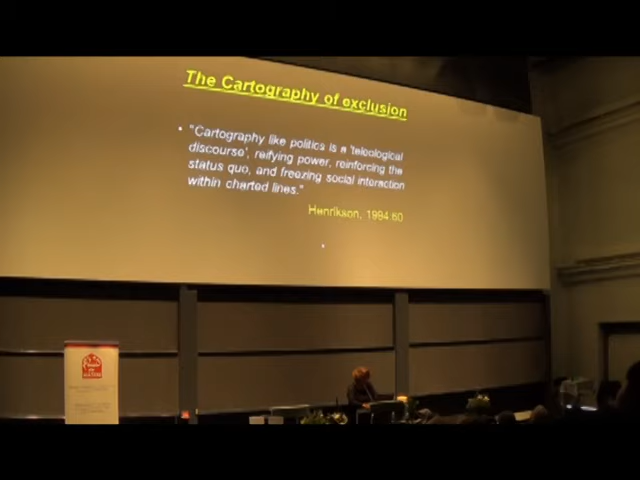 The Cartography of exclusion
• "Cartography like politics is a 'teleological
discourse', reifying power, reinforcing the
status quo, and freezing social interaction
within charted lines."
Henrikson, 1994:60